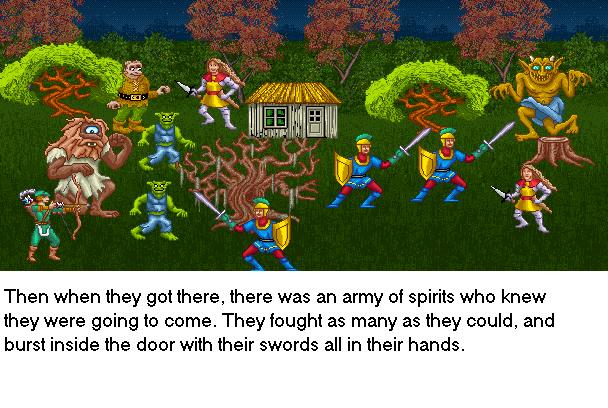 Then when they got there, there was an army of spirits who knew
they were going to come. They fought as many as they could, and
burst inside the door with their swords all in their hands.